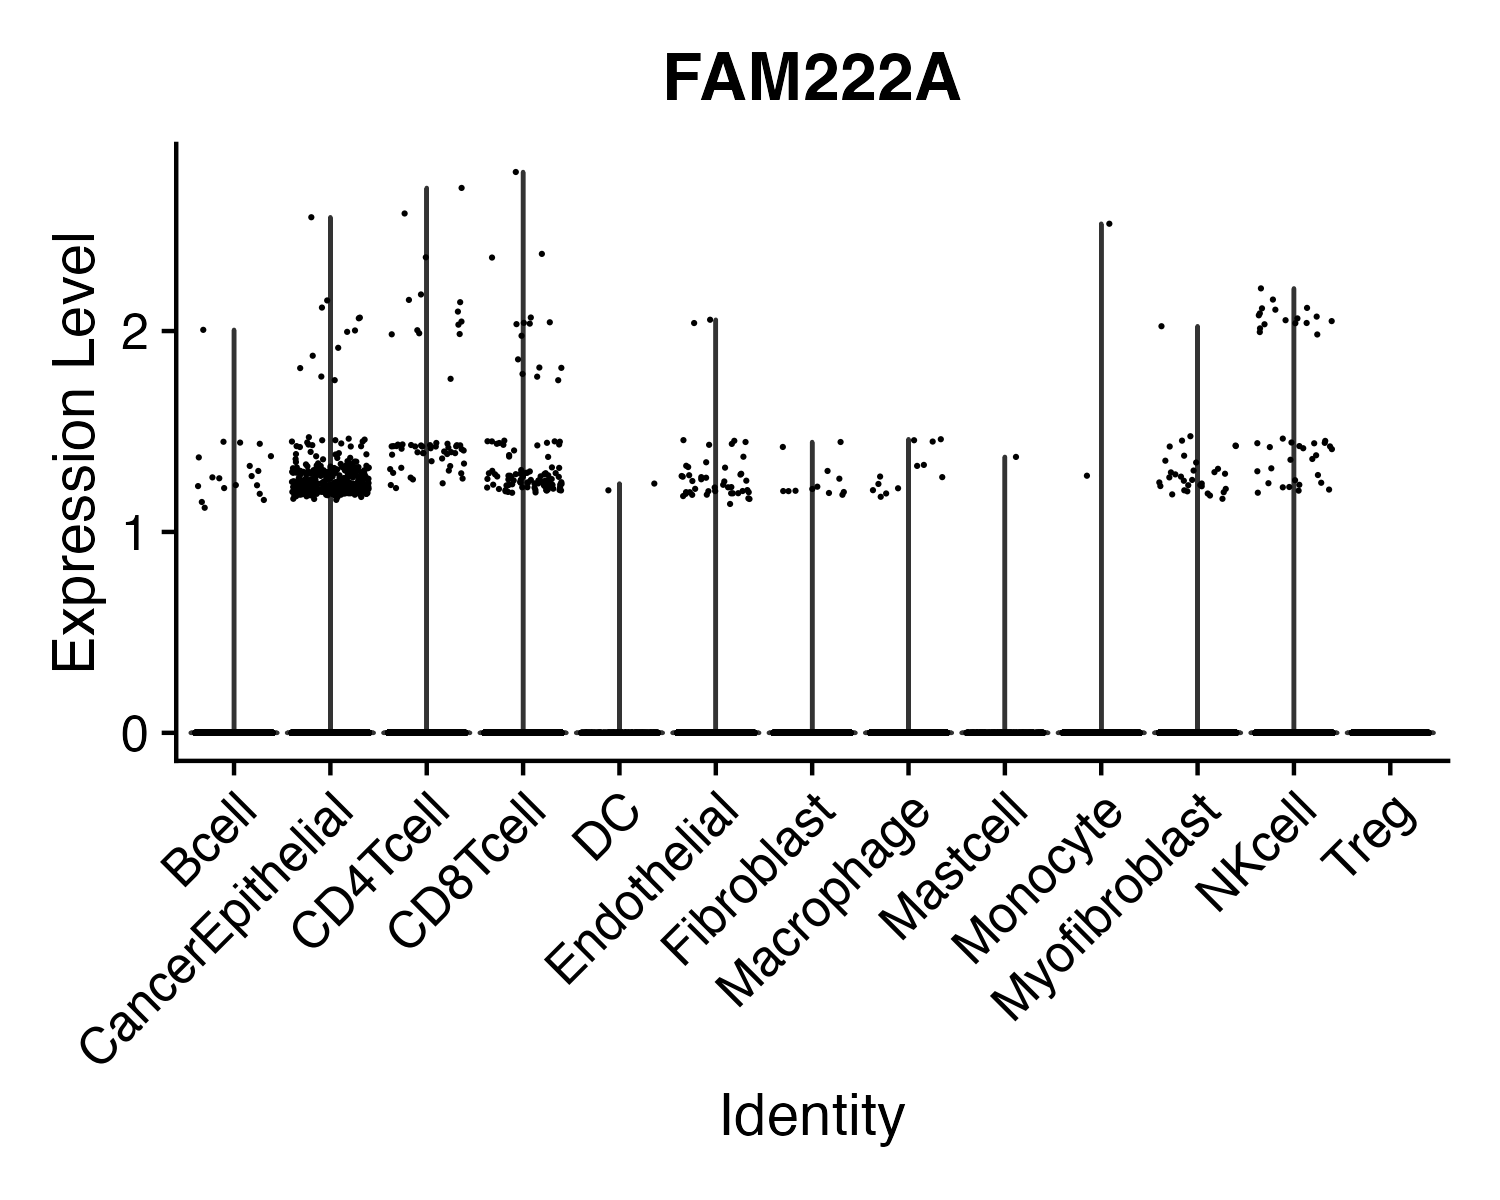 FAM222A
Expression Level
2
1
0
Bcell
CancerEpithelial
CD4Tcell
CD8Tcell
DC
Endothelial
Fibroblast
Macrophage
Mastcell
Monocyte
Myofibroblast
NKcell
Treg
Identity